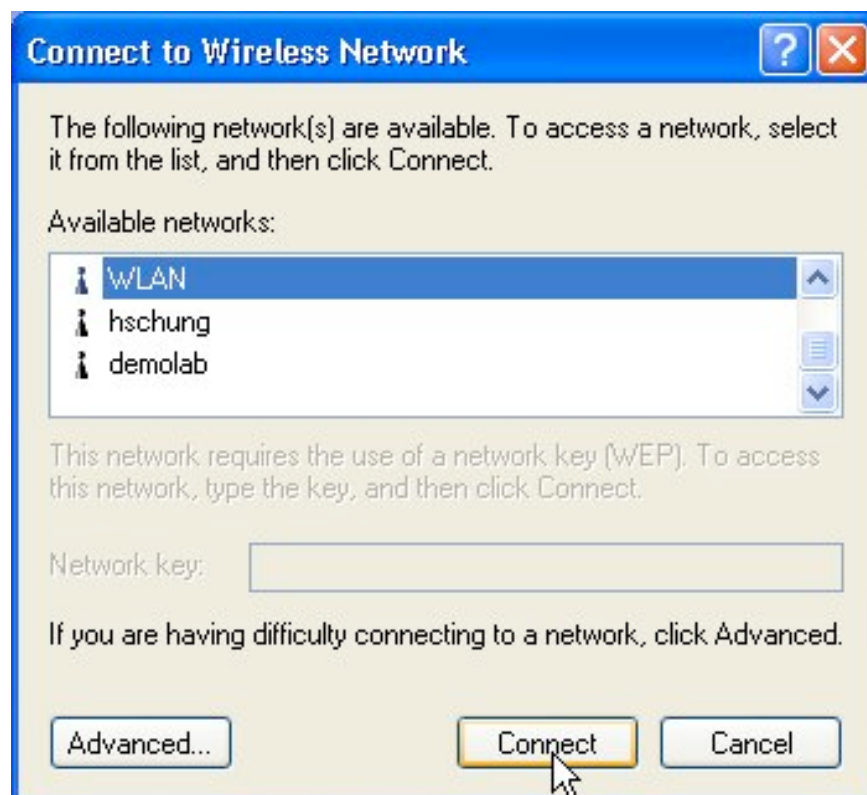 Connect to Wireless Network
The following network(s) are available. To access a network, select
it from the list, and then click Connect.
Available networks:
WLAN
hschung
demolab
This network requires the use of a network key (WEP). To access
this network, type the key, and then click Connect.
Network key:
If you are having difficulty connecting to a network, click Advanced.
Advanced... Connect Cancel